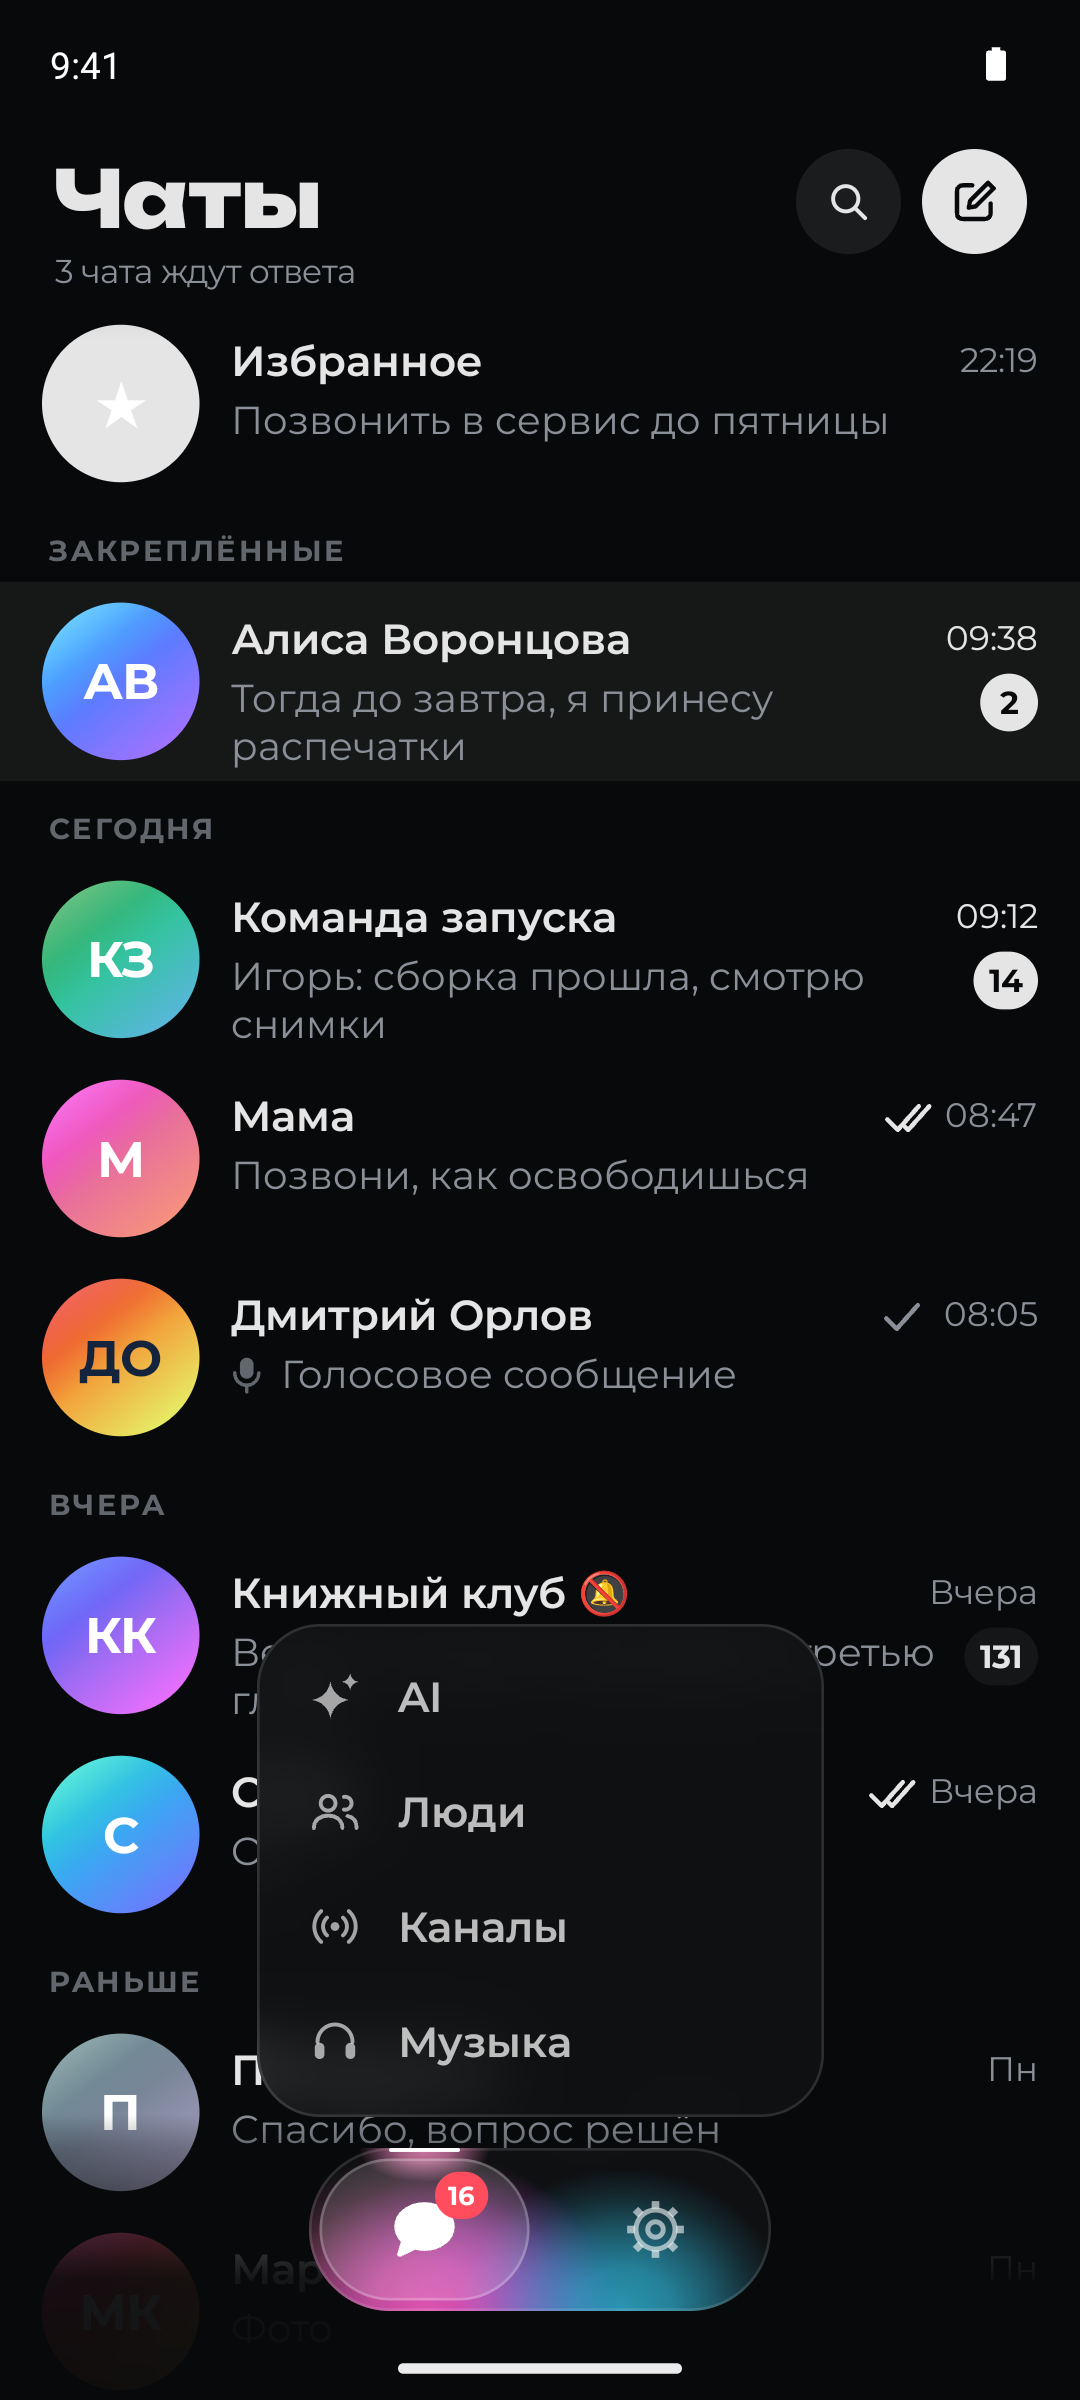 9:41
Чаты
3 чата ждут ответа
★
Избранное
22:19
Позвонить в сервис до пятницы
ЗАКРЕПЛЁННЫЕ
АВ
Алиса Воронцова
09:38
Тогда до завтра, я принесу
2
распечатки
СЕГОДНЯ
КЗ
Команда запуска
09:12
Игорь: сборка прошла, смотрю
14
снимки
М
Мама
08:47
Позвони, как освободишься
ДО
Дмитрий Орлов
08:05
Голосовое сообщение
ВЧЕРА
КК
Книжный клуб 🔕
Вчера
131
AI
С
Вчера
Люди
Каналы
РАНЬШЕ
Музыка
П
Пн
Спасибо, вопрос решён
16
МК
Пн
Фото